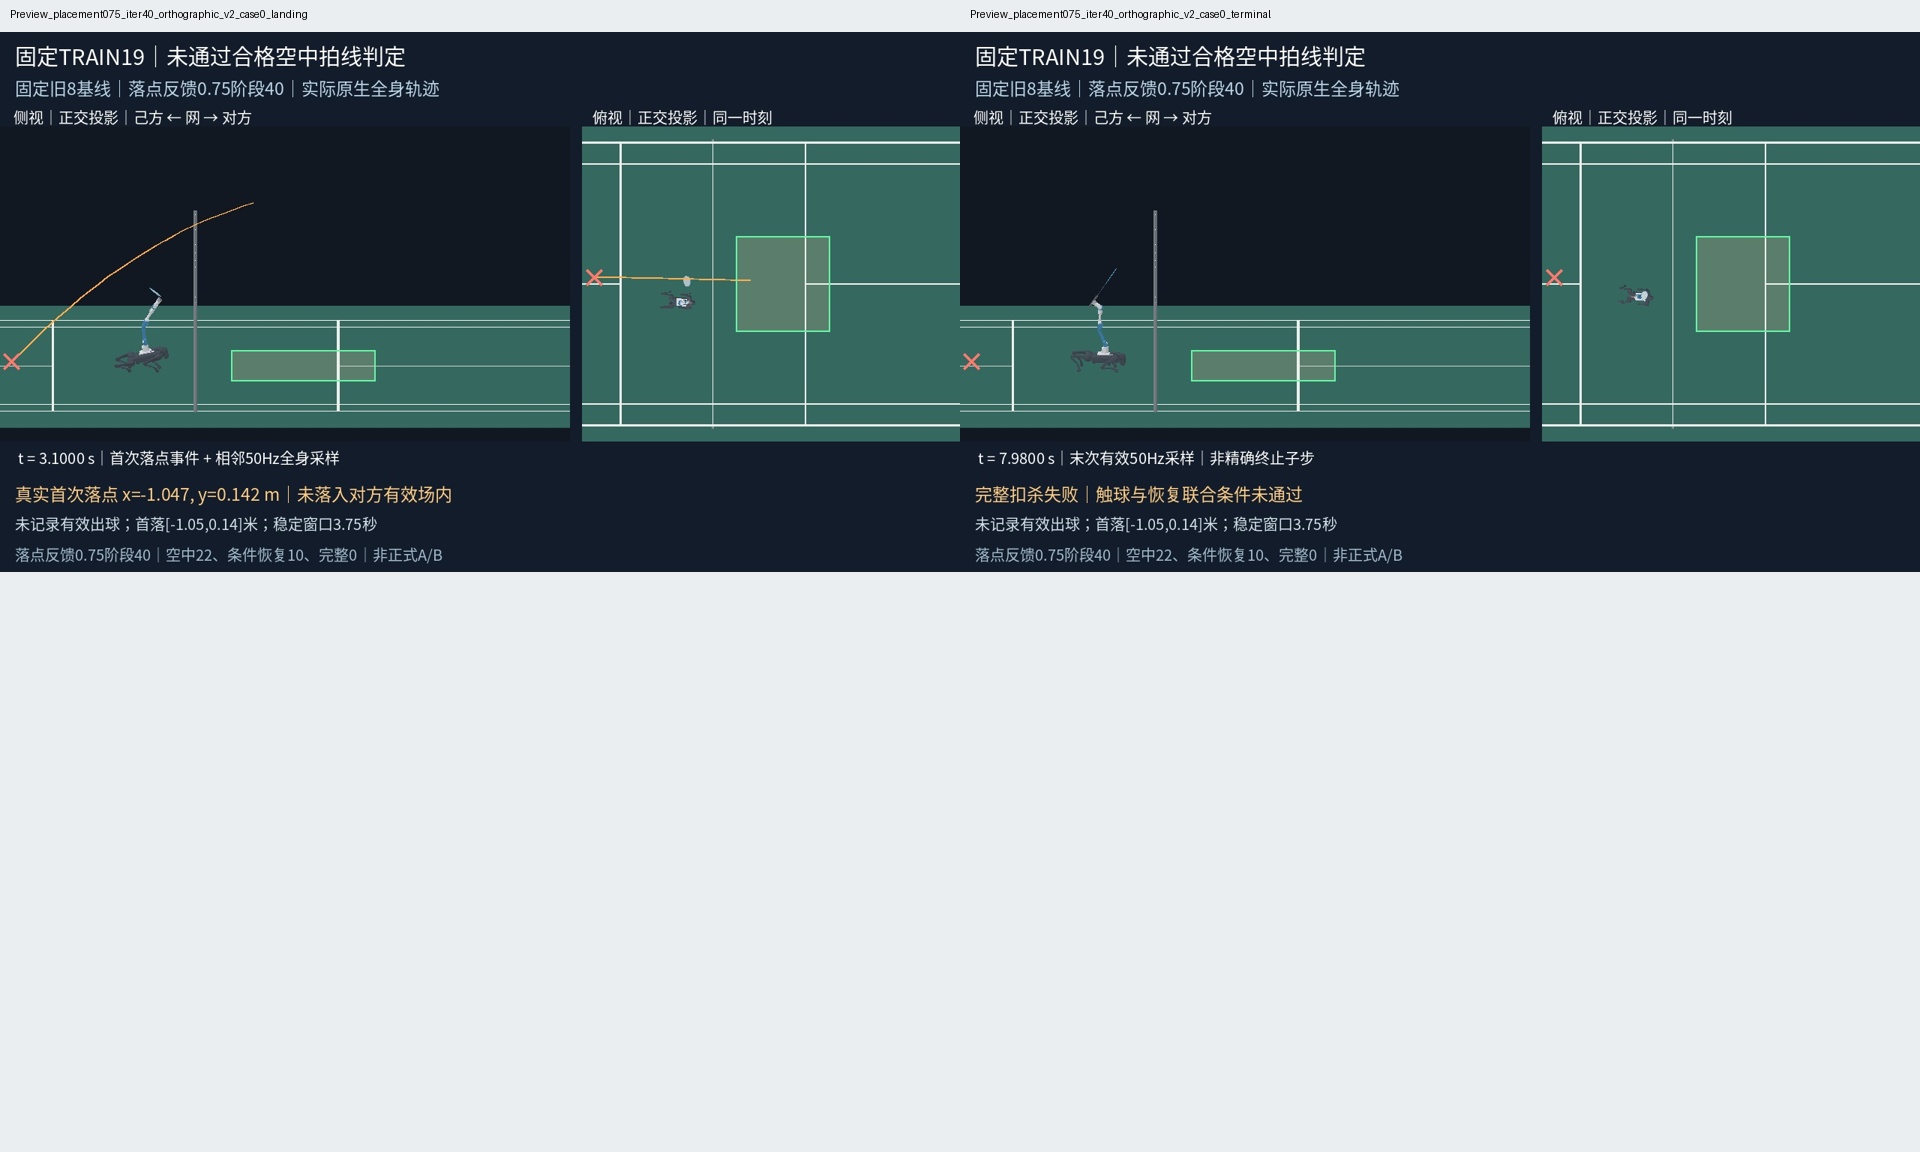 Preview_placement075_iter40_orthographic_v2_case0_landing
固定TRAIN19｜未通过合格空中拍线判定
固定旧8基线｜落点反馈0.75阶段40｜实际原生全身轨迹
侧视｜正交投影｜己方 ← 网 → 对方
俯视｜正交投影｜同一时刻
t = 3.1000 s｜首次落点事件 + 相邻50Hz全身采样
真实首次落点 x=-1.047, y=0.142 m｜未落入对方有效场内
未记录有效出球；首落[-1.05,0.14]米；稳定窗口3.75秒
落点反馈0.75阶段40｜空中22、条件恢复10、完整0｜非正式A/B
Preview_placement075_iter40_orthographic_v2_case0_terminal
固定TRAIN19｜未通过合格空中拍线判定
固定旧8基线｜落点反馈0.75阶段40｜实际原生全身轨迹
侧视｜正交投影｜己方 ← 网 → 对方
俯视｜正交投影｜同一时刻
t = 7.9800 s｜末次有效50Hz采样｜非精确终止子步
完整扣杀失败｜触球与恢复联合条件未通过
未记录有效出球；首落[-1.05,0.14]米；稳定窗口3.75秒
落点反馈0.75阶段40｜空中22、条件恢复10、完整0｜非正式A/B